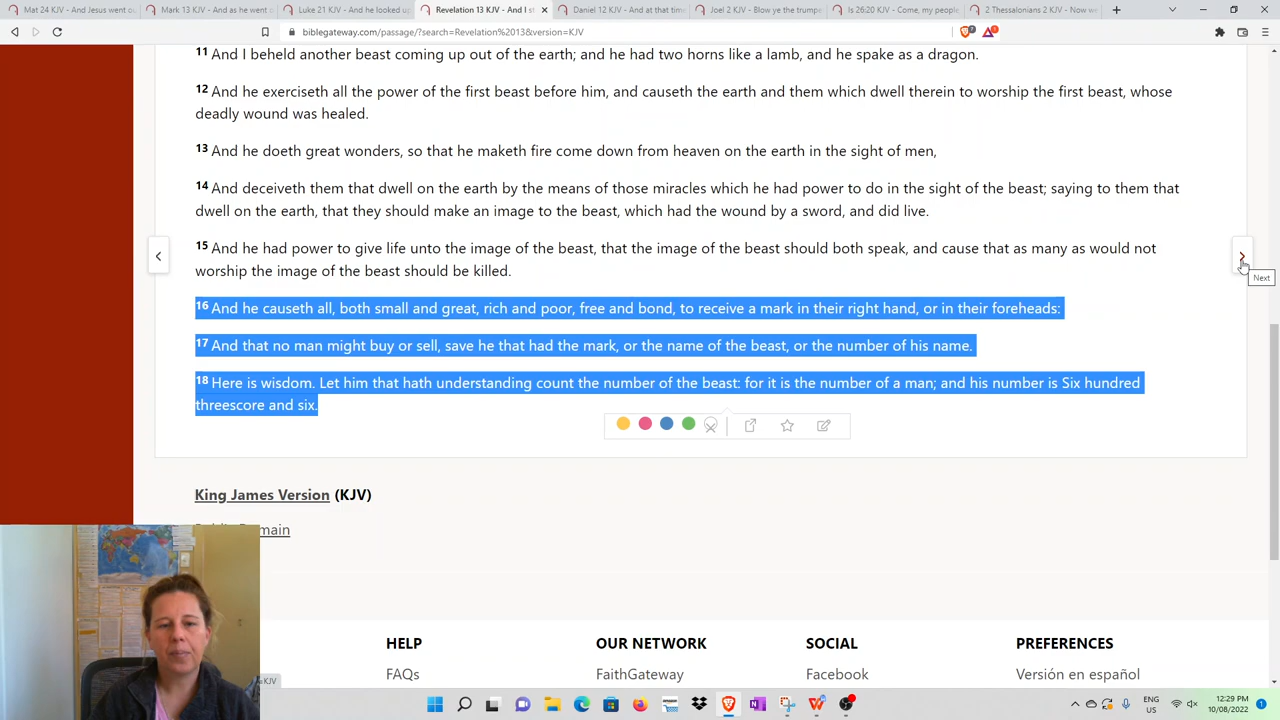 Mat 24 KJV - And Jesus went ou
Mark 13 KJV - And as he went o
Luke 21 KJV - And he looked up
Revelation 13 KJV - And I st
Daniel 12 KJV - And at that time
Joel 2 KJV - Blow ye the trumpe
Is 26:20 KJV - Come, my people
2 Thessalonians 2 KJV - Now w
biblegateway.com/passage/?search=Revelation%2013&version=KJV
11 And I beheld another beast coming up out of the earth; and he had two horns like a lamb, and he spake as a dragon.
12 And he exerciseth all the power of the first beast before him, and causeth the earth and them which dwell therein to worship the first beast, whose
deadly wound was healed.
13 And he doeth great wonders, so that he maketh fire come down from heaven on the earth in the sight of men,
14 And deceiveth them that dwell on the earth by the means of those miracles which he had power to do in the sight of the beast; saying to them that
dwell on the earth, that they should make an image to the beast, which had the wound by a sword, and did live.
15 And he had power to give life unto the image of the beast, that the image of the beast should both speak, and cause that as many as would not
worship the image of the beast should be killed.
Next
16 And he causeth all, both small and great, rich and poor, free and bond, to receive a mark in their right hand, or in their foreheads:
17 And that no man might buy or sell, save he that had the mark, or the name of the beast, or the number of his name.
18 Here is wisdom. Let him that hath understanding count the number of the beast: for it is the number of a man; and his number is Six hundred
threescore and six.
King James Version (KJV)
main
HELP
OUR NETWORK
SOCIAL
PREFERENCES
FAQs
FaithGateway
Facebook
Versión en español
KJV
ENG
US
12:29 PM
10/08/2022